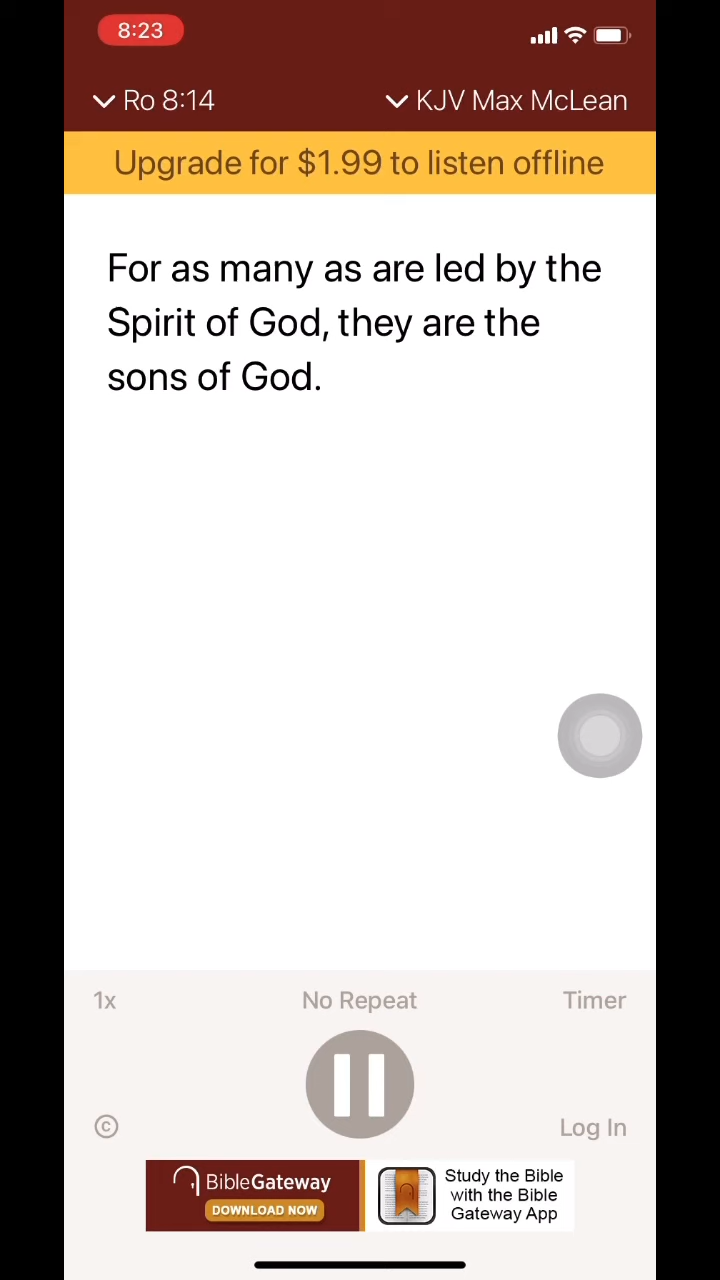 8:23
Ro 8:14
KJV Max McLean
Upgrade for $1.99 to listen offline
For as many as are led by the
Spirit of God, they are the
sons of God.
1x
No Repeat
Timer
©
Log In
BibleGateway
DOWNLOAD NOW
Study the Bible
with the Bible
Gateway App